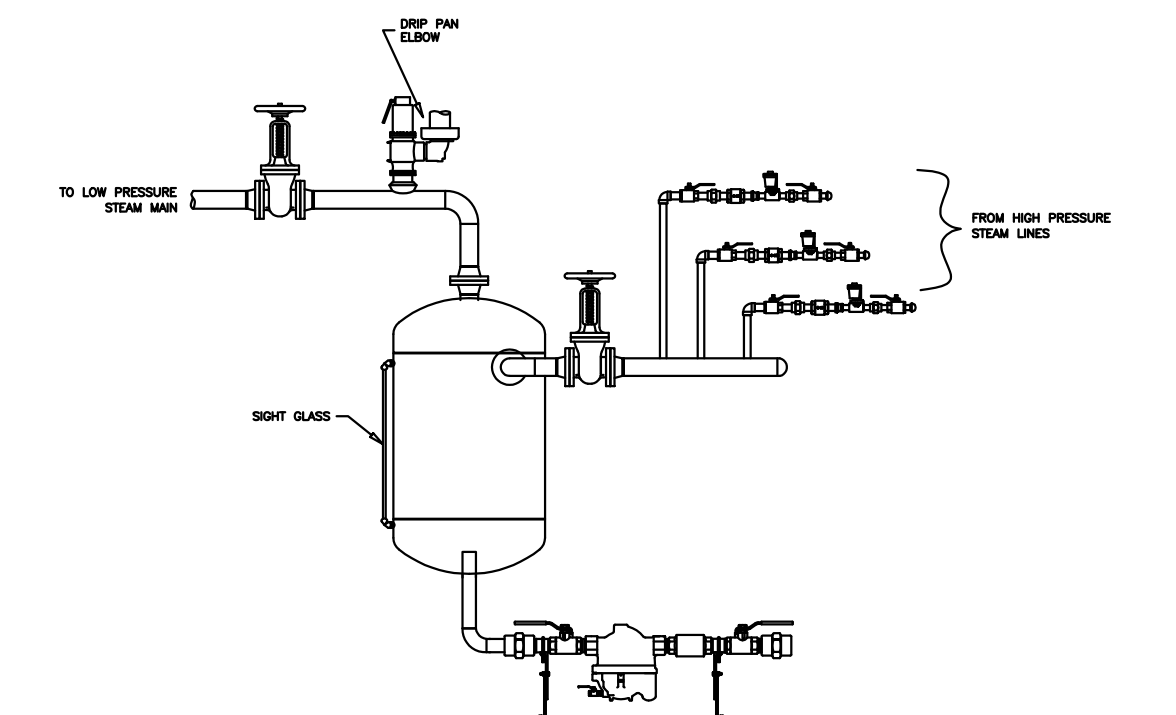 DRIP PAN
ELBOW
TO LOW PRESSURE
STEAM MAIN
FROM HIGH PRESSURE
STEAM LINES
SIGHT GLASS